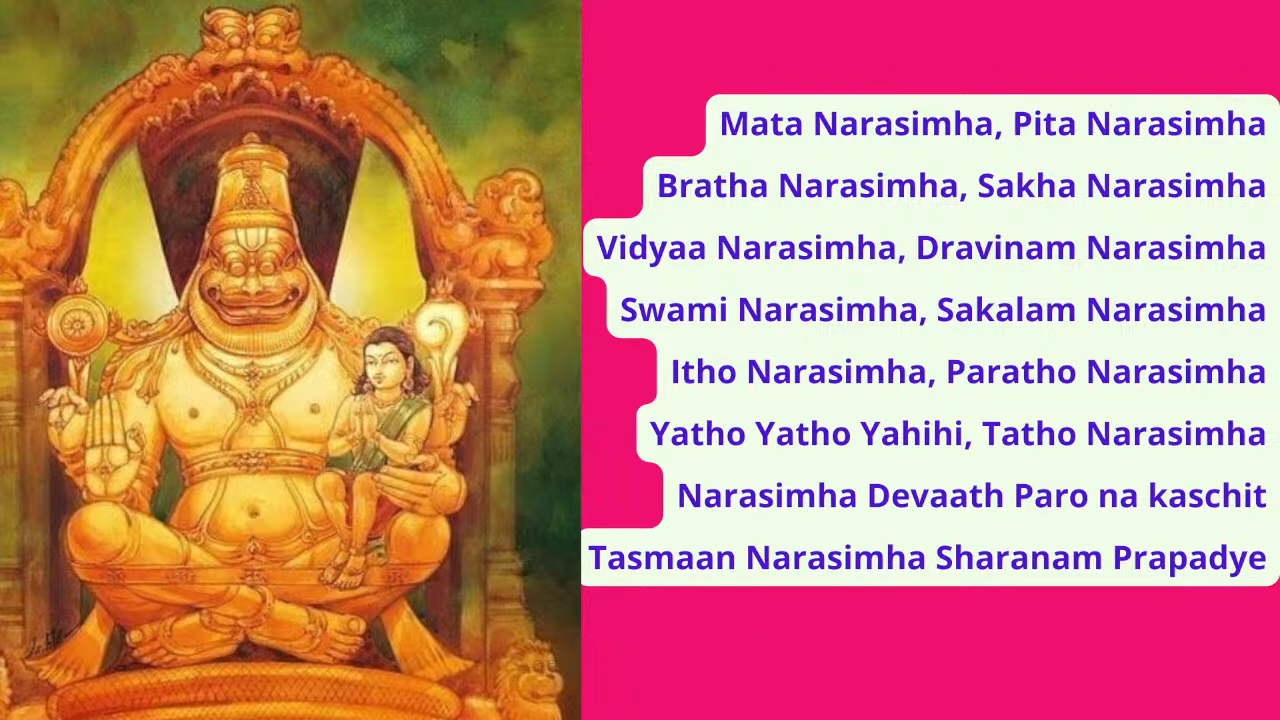 Mata Narasimha, Pita Narasimha
Bratha Narasimha, Sakha Narasimha
Vidyaa Narasimha, Dravinam Narasimha
Swami Narasimha, Sakalam Narasimha
Itho Narasimha, Paratho Narasimha
Yatho Yatho Yahihi, Tatho Narasimha
Narasimha Devaath Paro na kaschit
Tasmaan Narasimha Sharanam Prapadye